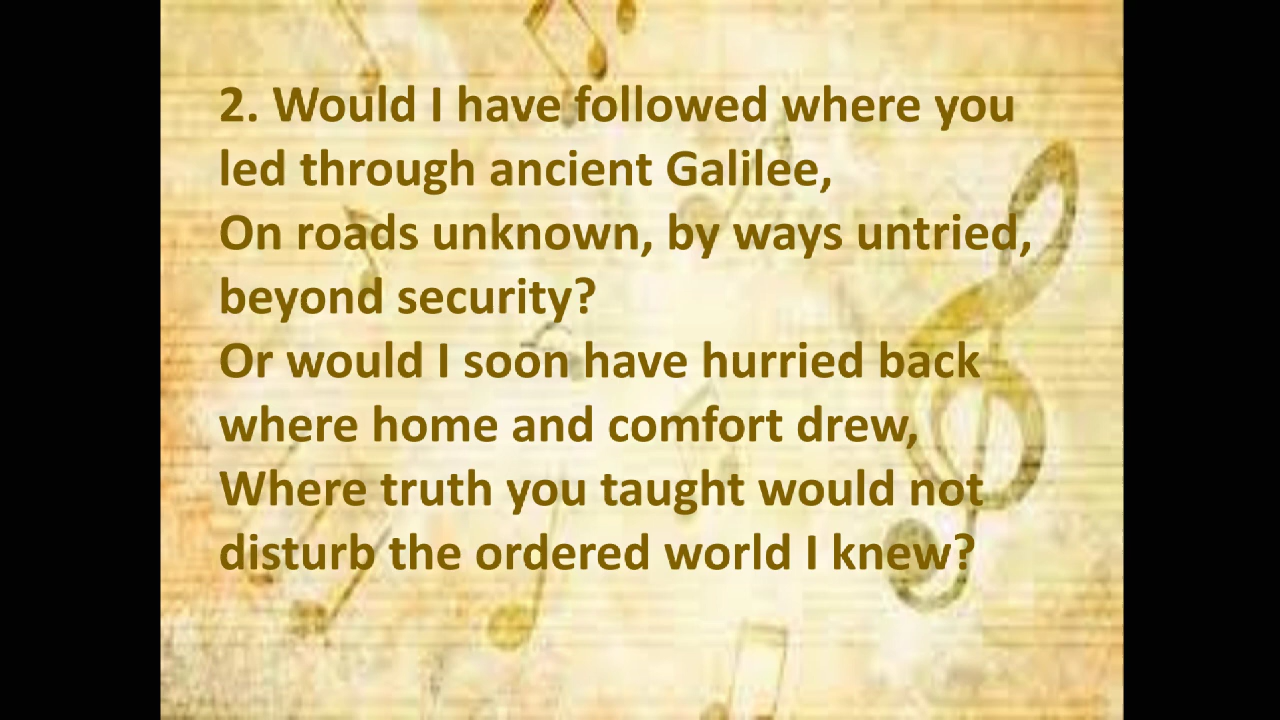 2. Would I have followed where you
led through ancient Galilee,
On roads unknown, by ways untried,
beyond security?
Or would I soon have hurried back
where home and comfort drew,
Where truth you taught would not
disturb the ordered world I knew?